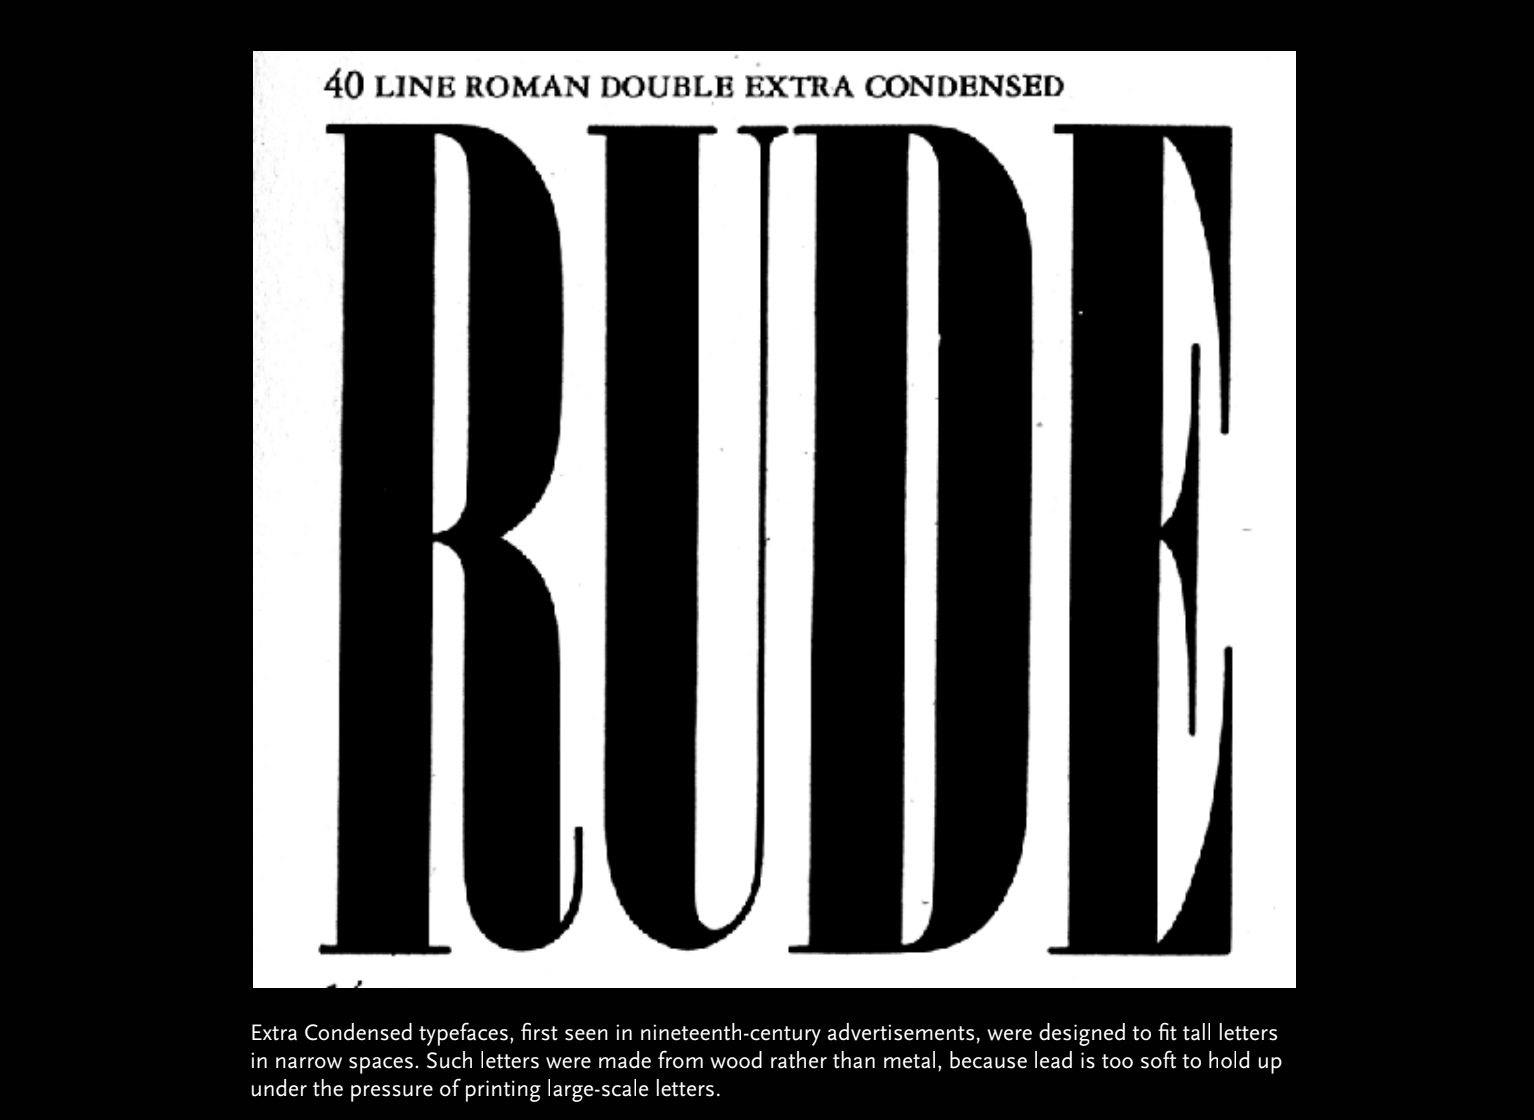 40 LINE ROMAN DOUBLE EXTRA CONDENSED
RUDE
Extra Condensed typefaces, first seen in nineteenth-century advertisements, were designed to fit tall letters
in narrow spaces. Such letters were made from wood rather than metal, because lead is too soft to hold up
under the pressure of printing large-scale letters.